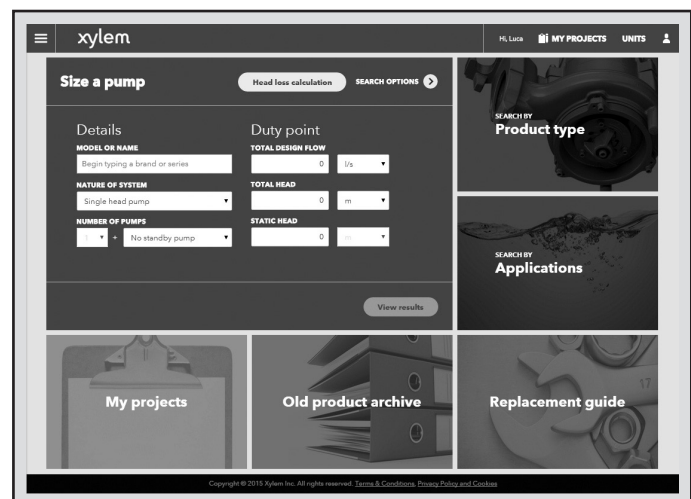 xylem
Hi, Luca
MY PROJECTS
UNITS
Size a pump
Head loss calculation
SEARCH OPTIONS
Details
MODEL OR NAME
Begin typing a brand or series
NATURE OF SYSTEM
Single head pump
NUMBER OF PUMPS
1 + No standby pump
Duty point
TOTAL DESIGN FLOW
0 l/s
TOTAL HEAD
0 m
STATIC HEAD
0 m
View results
SEARCH BY
Product type
SEARCH BY
Applications
My projects
Old product archive
Replacement guide
17
Copyright © 2015 Xylem Inc. All rights reserved. Terms & Conditions, Privacy Policy and Cookies